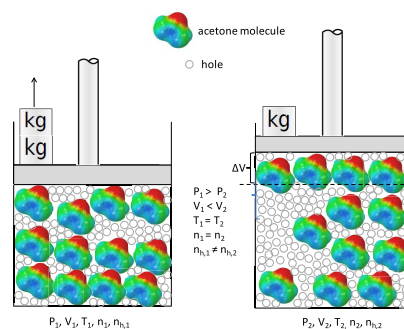 acetone molecule
hole
kg
kg
kg
ΔV
P₁ > P₂
V₁ < V₂
T₁ = T₂
n₁ = n₂
nₕ,₁ ≠ nₕ,₂
P₁, V₁, T₁, n₁, nₕ,₁
P₂, V₂, T₂, n₂, nₕ,₂